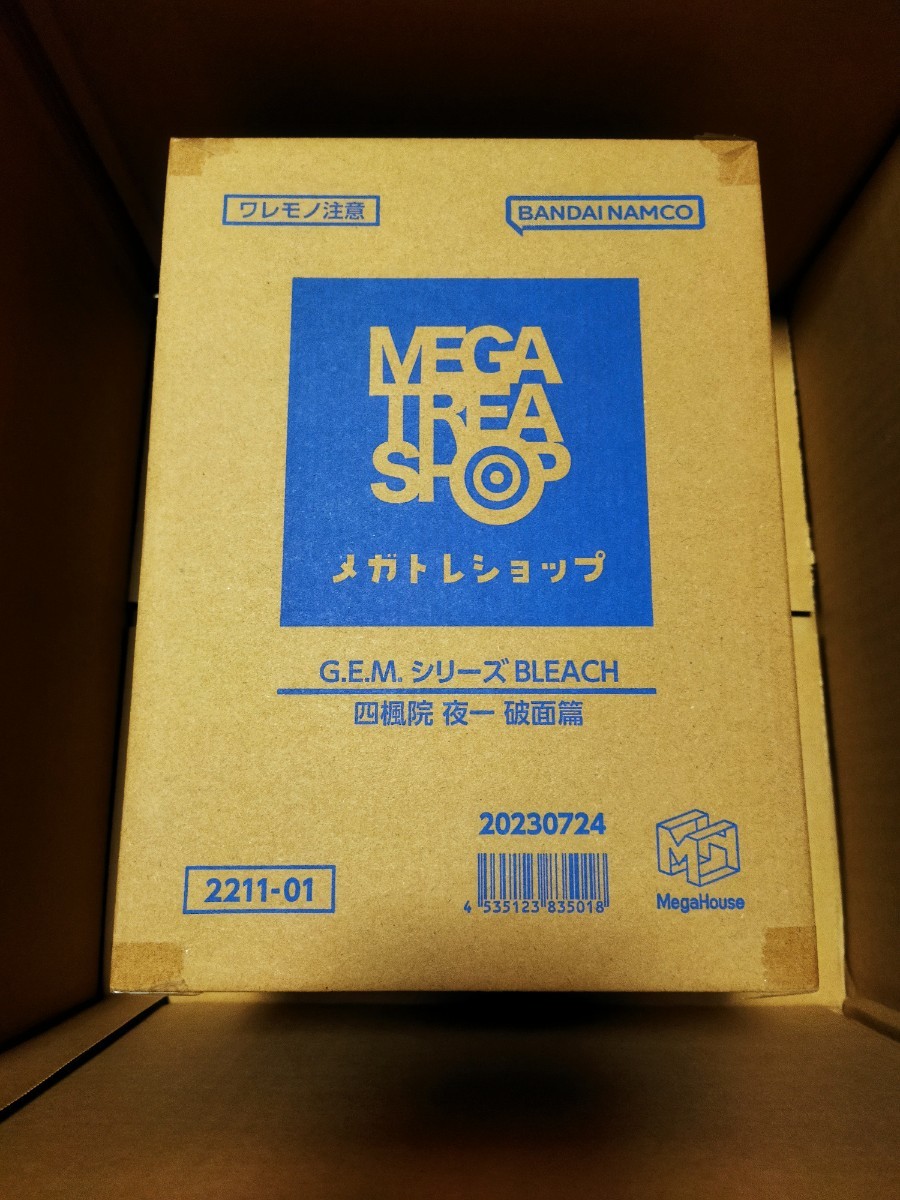 ワレモノ注意
BANDAI NAMCO
MEGA
TREA
SHOP
メガトレショップ
G.E.M. シリーズ BLEACH
四楓院 夜一 破面篇
20230724
2211-01
4 535123 835018
MH
MegaHouse